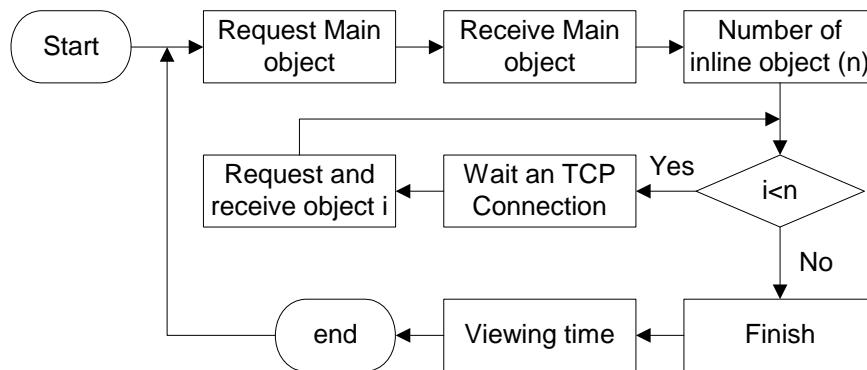 Start
Request Main
object
Receive Main
object
Number of
inline object (n)
Request and
receive object i
Wait an TCP
Connection
Yes
i<n
No
end
Viewing time
Finish